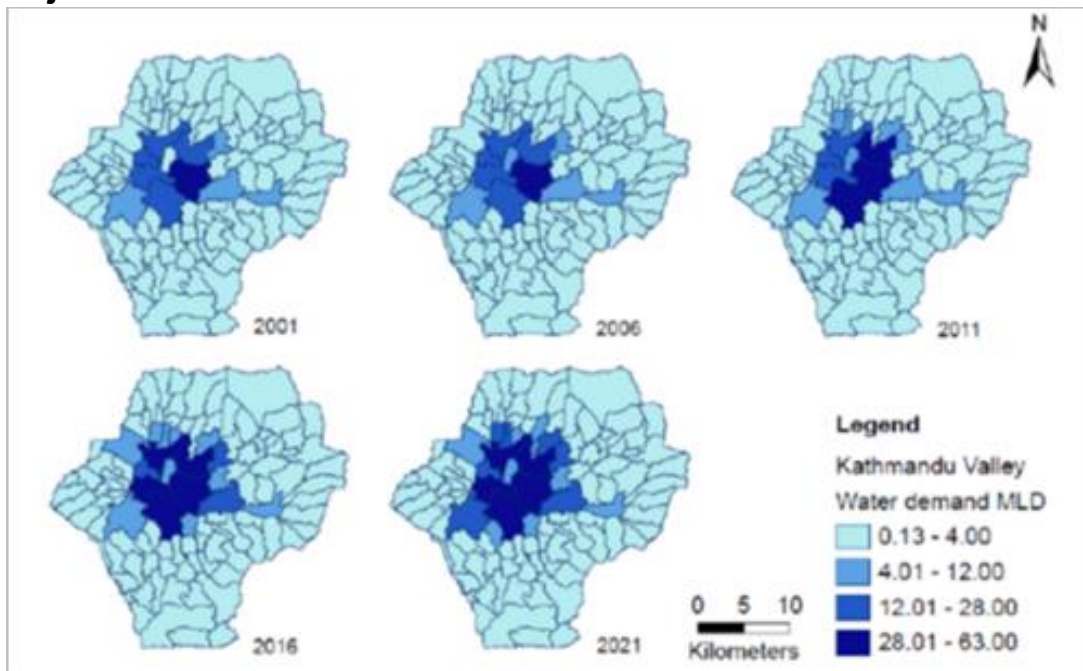 N
2001
2006
2011
Legend
Kathmandu Valley
Water demand MLD
0.13 - 4.00
4.01 - 12.00
12.01 - 28.00
28.01 - 63.00
0 5 10
Kilometers
2016
2021